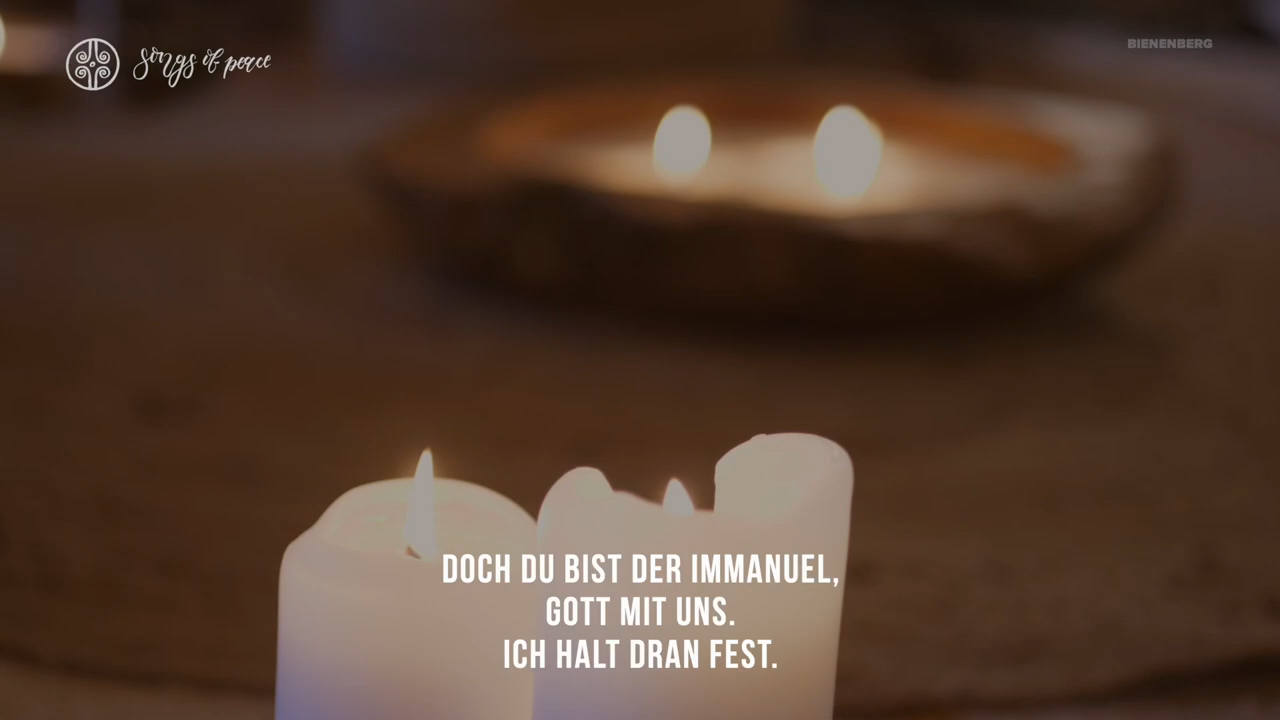 songs of peace
BIENENBERG
DOCH DU BIST DER IMMANUEL,
GOTT MIT UNS.
ICH HALT DRAN FEST.